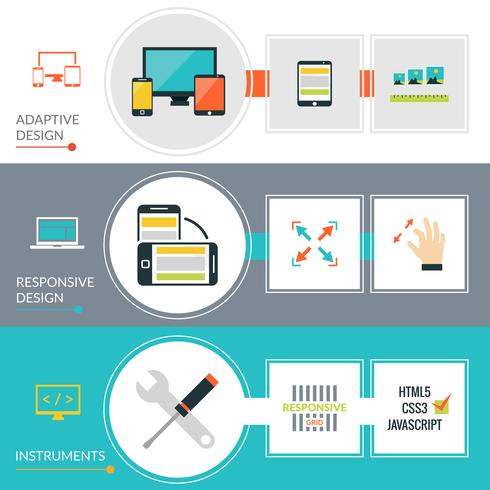 ADAPTIVE
DESIGN
RESPONSIVE
DESIGN
INSTRUMENTS
RESPONSIVE
GRID
HTML5
CSS3
JAVASCRIPT